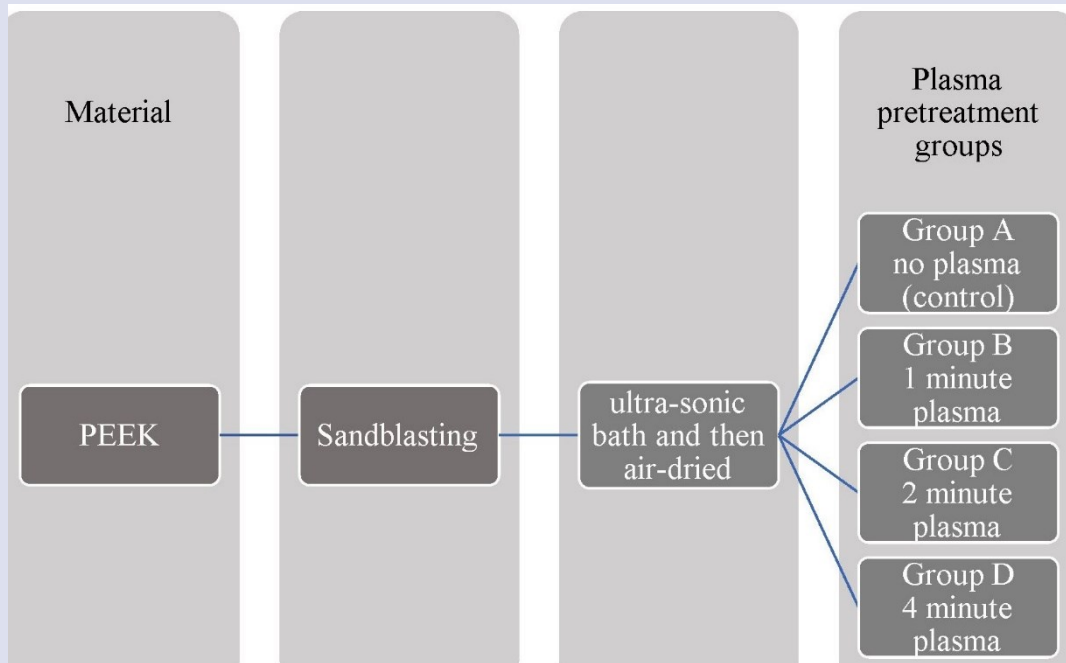 Material
Plasma
pretreatment
groups
PEEK
Sandblasting
ultra-sonic
bath and then
air-dried
Group A
no plasma
(control)
Group B
1 minute
plasma
Group C
2 minute
plasma
Group D
4 minute
plasma